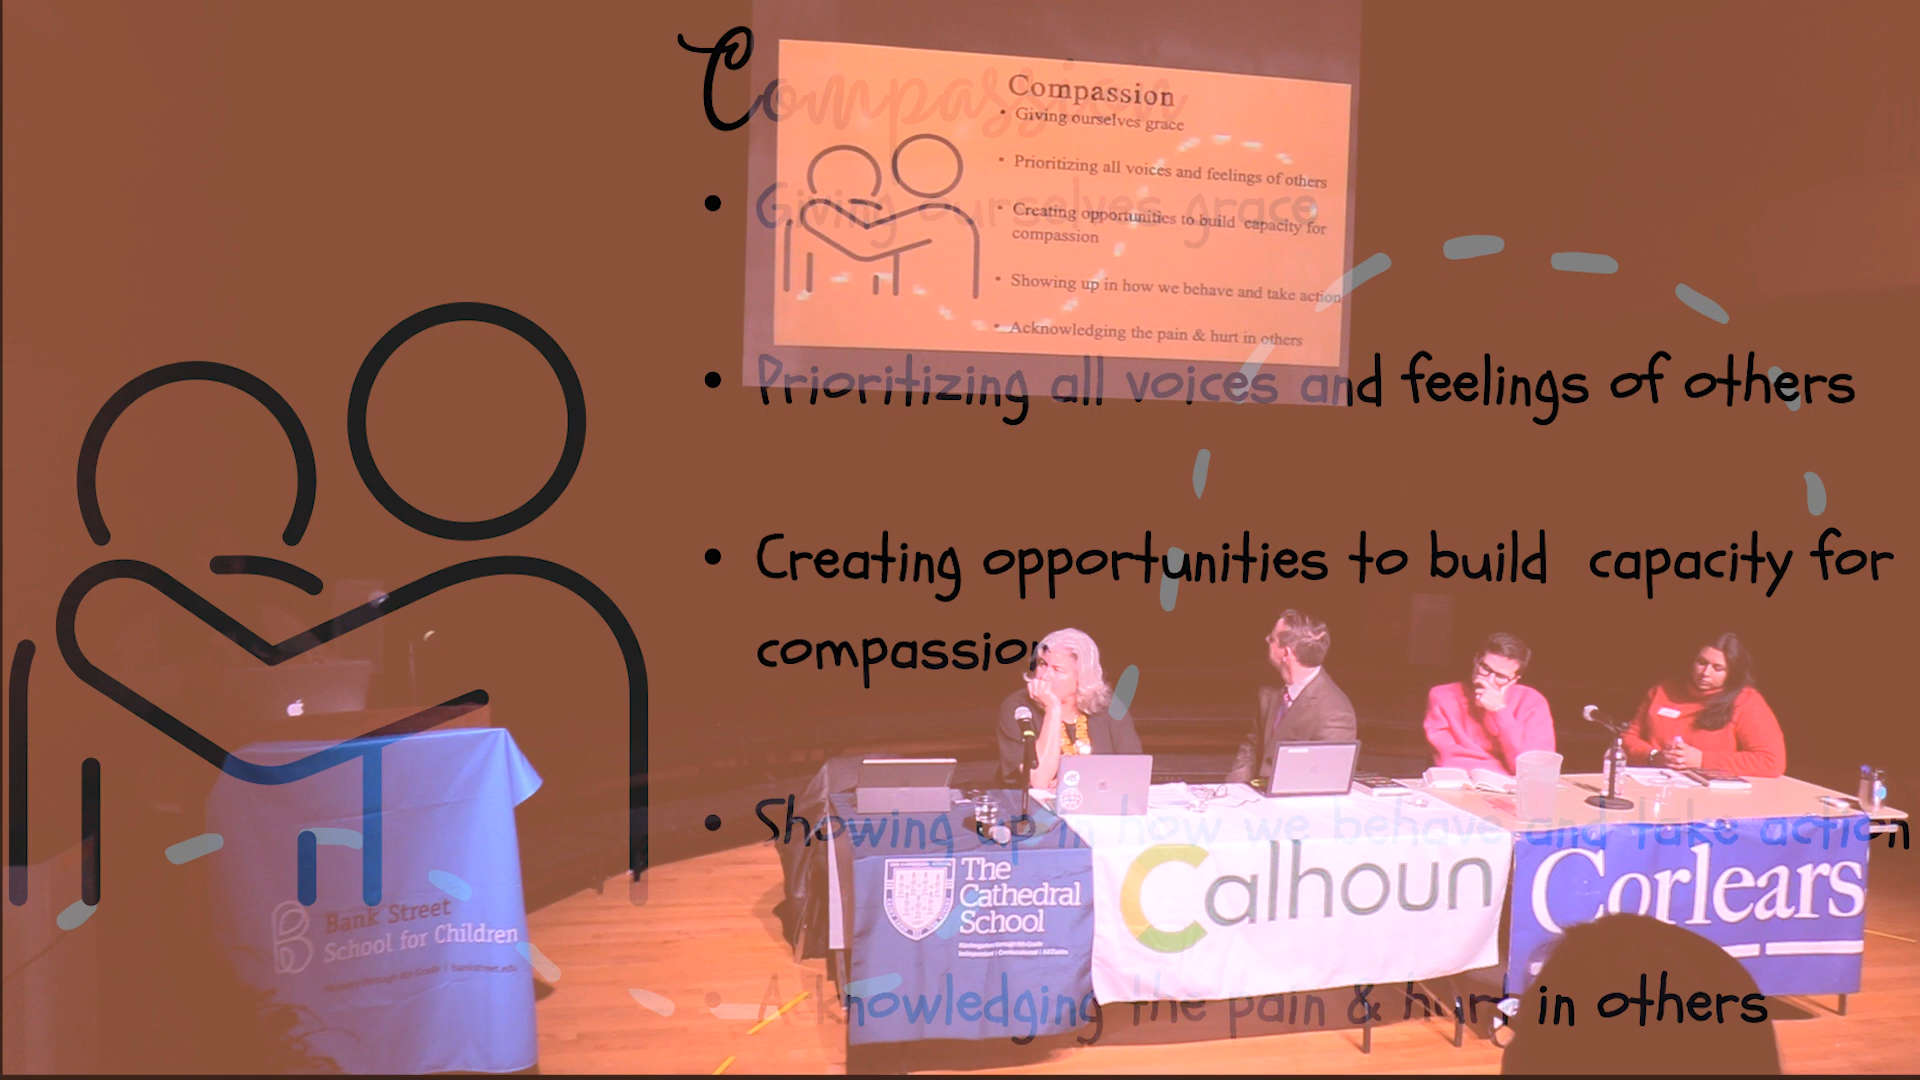 Compassion
• Giving ourselves grace
• Prioritizing all voices and feelings of others
• Creating opportunities to build capacity for
compassion
• Showing up in how we behave and take action
• Acknowledging the pain & hurt in others
Compassion
• Giving ourselves grace
• Prioritizing all voices and feelings of others
• Creating opportunities to build capacity for
compassion
• Showing up in how we behave and take action
• Acknowledging the pain & hurt in others
Bank Street
School for Children
bankstreet.edu
The
Cathedral
School
Calhoun
Corlears